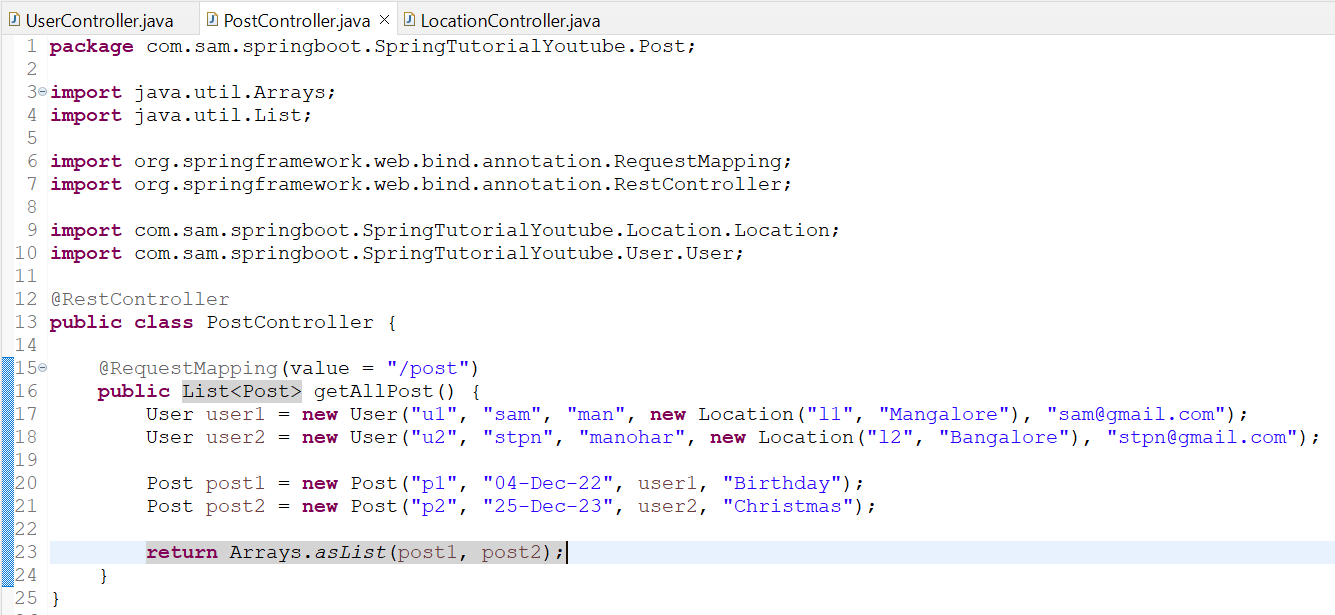 UserController.java PostController.java × LocationController.java
1 package com.sam.springboot.SpringTutorialYoutube.Post;
2
3 import java.util.Arrays;
4 import java.util.List;
5
6 import org.springframework.web.bind.annotation.RequestMapping;
7 import org.springframework.web.bind.annotation.RestController;
8
9 import com.sam.springboot.SpringTutorialYoutube.Location.Location;
10 import com.sam.springboot.SpringTutorialYoutube.User.User;
11
12 @RestController
13 public class PostController {
14
15     @RequestMapping(value = "/post")
16     public List<Post> getAllPost() {
17         User user1 = new User("u1", "sam", "man", new Location("l1", "Mangalore"), "sam@gmail.com");
18         User user2 = new User("u2", "stpn", "manohar", new Location("l2", "Bangalore"), "stpn@gmail.com");
19
20         Post post1 = new Post("p1", "04-Dec-22", user1, "Birthday");
21         Post post2 = new Post("p2", "25-Dec-23", user2, "Christmas");
22
23         return Arrays.asList(post1, post2);
24     }
25 }